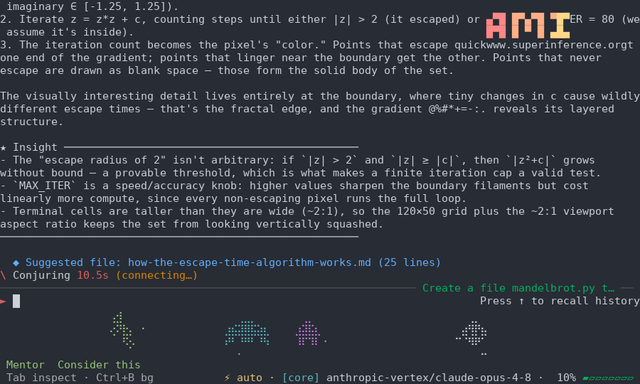 imaginary ∈ [-1.25, 1.25]).
2. Iterate z = z*z + c, counting steps until either |z| > 2 (it escaped) or ER = 80 (we
assume it's inside).
3. The iteration count becomes the pixel's "color." Points that escape quick
www.superinference.org
one end of the gradient; points that linger near the boundary get the other. Points that never
escape are drawn as blank space — those form the solid body of the set.
The visually interesting detail lives entirely at the boundary, where tiny changes in c cause wildly
different escape times — that's the fractal edge, and the gradient @%#*+=-:. reveals its layered
structure.
★ Insight
- The "escape radius of 2" isn't arbitrary: if `|z| > 2` and `|z| ≥ |c|`, then `|z²+c|` grows
without bound — a provable threshold, which is what makes a finite iteration cap a valid test.
- `MAX_ITER` is a speed/accuracy knob: higher values sharpen the boundary filaments but cost
linearly more compute, since every non-escaping pixel runs the full loop.
- Terminal cells are taller than they are wide (~2:1), so the 120×50 grid plus the ~2:1 viewport
aspect ratio keeps the set from looking vertically squashed.
◆ Suggested file: how-the-escape-time-algorithm-works.md (25 lines)
\ Conjuring 10.5s (connecting…)
Create a file mandelbrot.py t…
Press ↑ to recall history
Mentor Consider this
Tab inspect · Ctrl+B bg ⚡ auto · [core] anthropic-vertex/claude-opus-4-8 · 10%